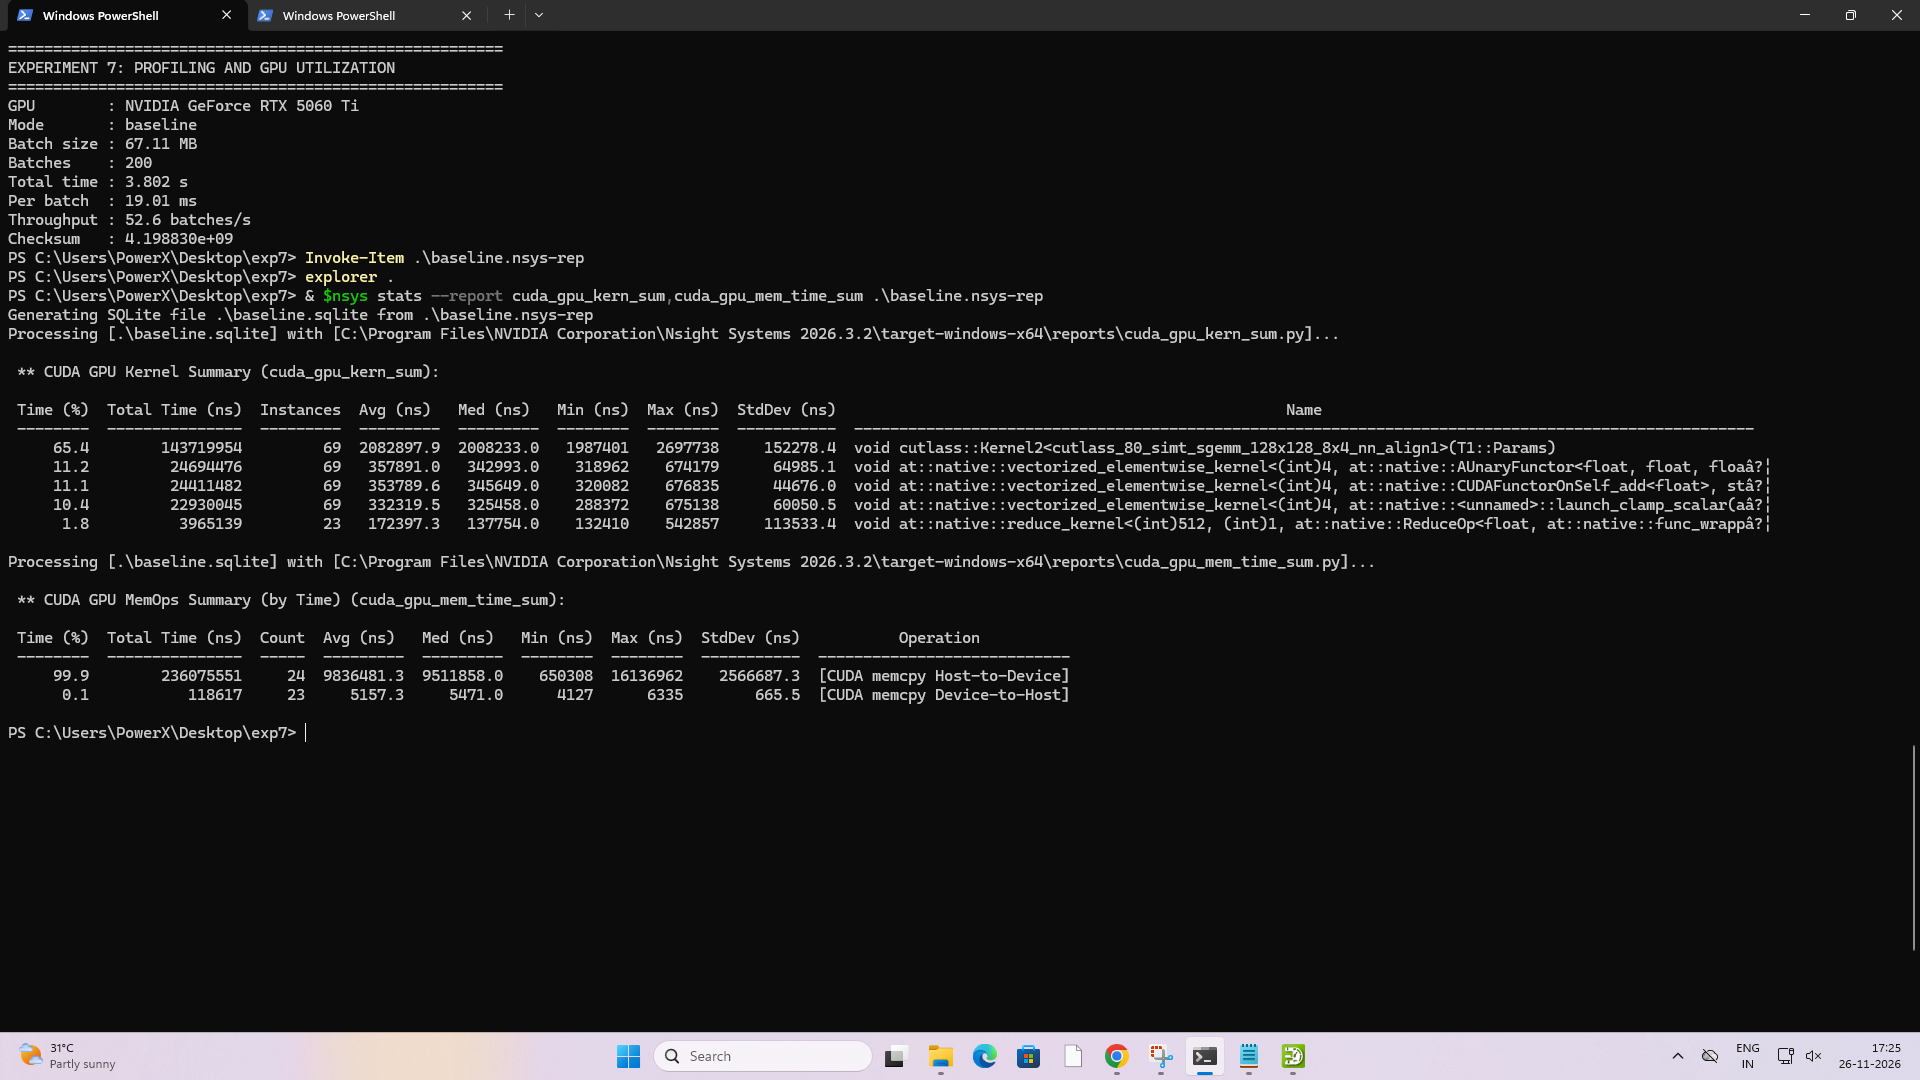 Windows PowerShell
Windows PowerShell
=======================================================
EXPERIMENT 7: PROFILING AND GPU UTILIZATION
=======================================================
GPU        : NVIDIA GeForce RTX 5060 Ti
Mode       : baseline
Batch size : 67.11 MB
Batches    : 200
Total time : 3.802 s
Per batch  : 19.01 ms
Throughput : 52.6 batches/s
Checksum   : 4.198830e+09
PS C:\Users\PowerX\Desktop\exp7> Invoke-Item .\baseline.nsys-rep
PS C:\Users\PowerX\Desktop\exp7> explorer .
PS C:\Users\PowerX\Desktop\exp7> & $nsys stats --report cuda_gpu_kern_sum,cuda_gpu_mem_time_sum .\baseline.nsys-rep
Generating SQLite file .\baseline.sqlite from .\baseline.nsys-rep
Processing [.\baseline.sqlite] with [C:\Program Files\NVIDIA Corporation\Nsight Systems 2026.3.2\target-windows-x64\reports\cuda_gpu_kern_sum.py]...
** CUDA GPU Kernel Summary (cuda_gpu_kern_sum):
Time (%)  Total Time (ns)  Instances  Avg (ns)  Med (ns)  Min (ns)  Max (ns)  StdDev (ns)  Name
--------  ---------------  ---------  ---------  ---------  --------  --------  -----------  ----------------------------------------------------------------------------------------------------
65.4  143719954  69  2082897.9  2008233.0  1987401  2697738  152278.4  void cutlass::Kernel2<cutlass_80_simt_sgemm_128x128_8x4_nn_align1>(T1::Params)
11.2  24694476  69  357891.0  342993.0  318962  674179  64985.1  void at::native::vectorized_elementwise_kernel<(int)4, at::native::AUnaryFunctor<float, float, floaâ?¦
11.1  24411482  69  353789.6  345649.0  320082  676835  44676.0  void at::native::vectorized_elementwise_kernel<(int)4, at::native::CUDAFunctorOnSelf_add<float>, stâ?¦
10.4  22930045  69  332319.5  325458.0  288372  675138  60050.5  void at::native::vectorized_elementwise_kernel<(int)4, at::native::<unnamed>::launch_clamp_scalar(aâ?¦
1.8  3965139  23  172397.3  137754.0  132410  542857  113533.4  void at::native::reduce_kernel<(int)512, (int)1, at::native::ReduceOp<float, at::native::func_wrappâ?¦
Processing [.\baseline.sqlite] with [C:\Program Files\NVIDIA Corporation\Nsight Systems 2026.3.2\target-windows-x64\reports\cuda_gpu_mem_time_sum.py]...
** CUDA GPU MemOps Summary (by Time) (cuda_gpu_mem_time_sum):
Time (%)  Total Time (ns)  Count  Avg (ns)  Med (ns)  Min (ns)  Max (ns)  StdDev (ns)  Operation
--------  ---------------  -----  ---------  ---------  --------  --------  -----------  ----------------------------
99.9  236075551  24  9836481.3  9511858.0  650308  16136962  2566687.3  [CUDA memcpy Host-to-Device]
0.1  118617  23  5157.3  5471.0  4127  6335  665.5  [CUDA memcpy Device-to-Host]
PS C:\Users\PowerX\Desktop\exp7>
31°C
Partly sunny
Search
ENG
IN
17:25
26-11-2026